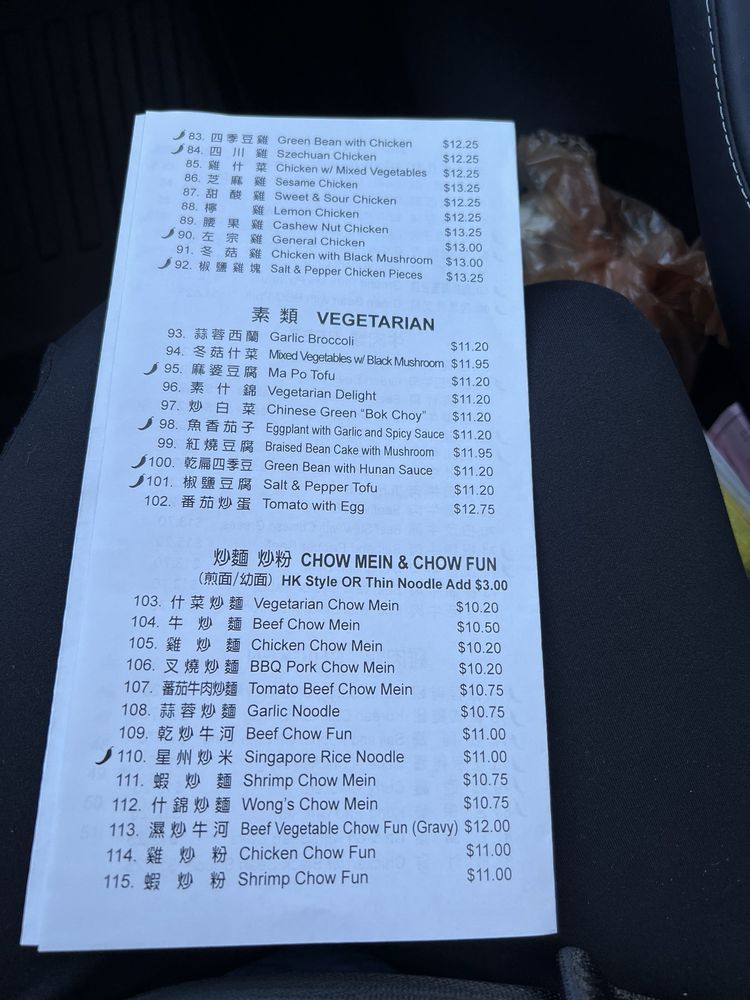 83. 四季豆雞 Green Bean with Chicken $12.25
84. 四川雞 Szechuan Chicken $12.25
85. 雞什菜 Chicken w/ Mixed Vegetables $12.25
86. 芝麻雞 Sesame Chicken $13.25
87. 甜酸雞 Sweet & Sour Chicken $12.25
88. 檸雞 Lemon Chicken $12.25
89. 腰果雞 Cashew Nut Chicken $13.25
90. 左宗雞 General Chicken $13.00
91. 冬菇雞 Chicken with Black Mushroom $13.00
92. 椒鹽雞塊 Salt & Pepper Chicken Pieces $13.25
素類 VEGETARIAN
93. 蒜蓉西蘭 Garlic Broccoli $11.20
94. 冬菇什菜 Mixed Vegetables w/ Black Mushroom $11.95
95. 麻婆豆腐 Ma Po Tofu $11.20
96. 素什錦 Vegetarian Delight $11.20
97. 炒白菜 Chinese Green "Bok Choy" $11.20
98. 魚香茄子 Eggplant with Garlic and Spicy Sauce $11.20
99. 紅燒豆腐 Braised Bean Cake with Mushroom $11.95
100. 乾扁四季豆 Green Bean with Hunan Sauce $11.20
101. 椒鹽豆腐 Salt & Pepper Tofu $11.20
102. 番茄炒蛋 Tomato with Egg $12.75
炒麵 炒粉 CHOW MEIN & CHOW FUN
(煎面/幼面) HK Style OR Thin Noodle Add $3.00
103. 什菜炒麵 Vegetarian Chow Mein $10.20
104. 牛炒麵 Beef Chow Mein $10.50
105. 雞炒麵 Chicken Chow Mein $10.20
106. 叉燒炒麵 BBQ Pork Chow Mein $10.20
107. 蕃茄牛肉炒麵 Tomato Beef Chow Mein $10.75
108. 蒜蓉炒麵 Garlic Noodle $10.75
109. 乾炒牛河 Beef Chow Fun $11.00
110. 星州炒米 Singapore Rice Noodle $11.00
111. 蝦炒麵 Shrimp Chow Mein $10.75
112. 什錦炒麵 Wong's Chow Mein $10.75
113. 濕炒牛河 Beef Vegetable Chow Fun (Gravy) $12.00
114. 雞炒粉 Chicken Chow Fun $11.00
115. 蝦炒粉 Shrimp Chow Fun $11.00